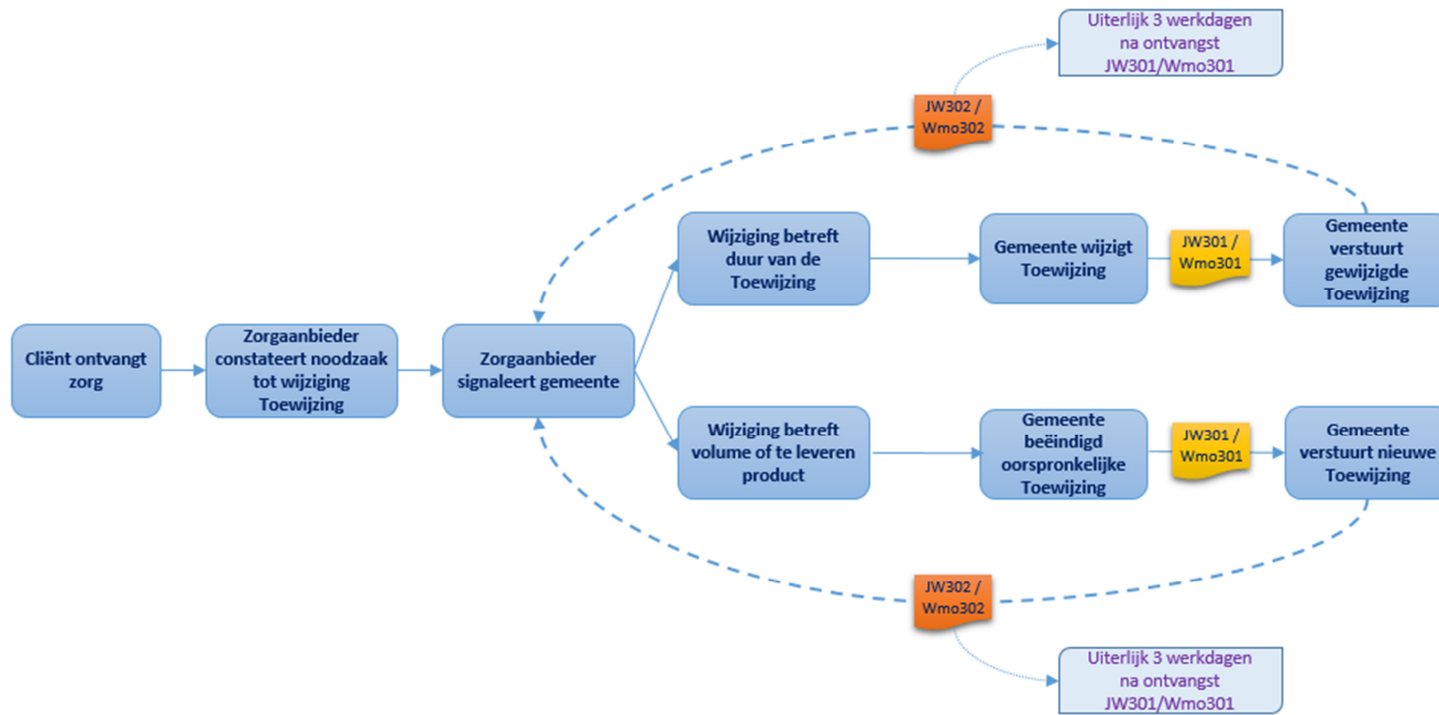 Uiterlijk 3 werkdagen
na ontvangst
JW301/Wmo301
JW302 /
Wmo302
Wijziging betreft
duur van de
Toewijzing
Gemeente wijzigt
Toewijzing
JW301 /
Wmo301
Gemeente
verstuurt
gewijzigde
Toewijzing
Cliënt ontvangt
zorg
Zorgaanbieder
constateert noodzaak
tot wijziging
Toewijzing
Zorgaanbieder
signaleert gemeente
Wijziging betreft
volume of te leveren
product
Gemeente
beëindigd
oorspronkelijke
Toewijzing
JW301 /
Wmo301
Gemeente
verstuurt nieuwe
Toewijzing
JW302 /
Wmo302
Uiterlijk 3 werkdagen
na ontvangst
JW301/Wmo301